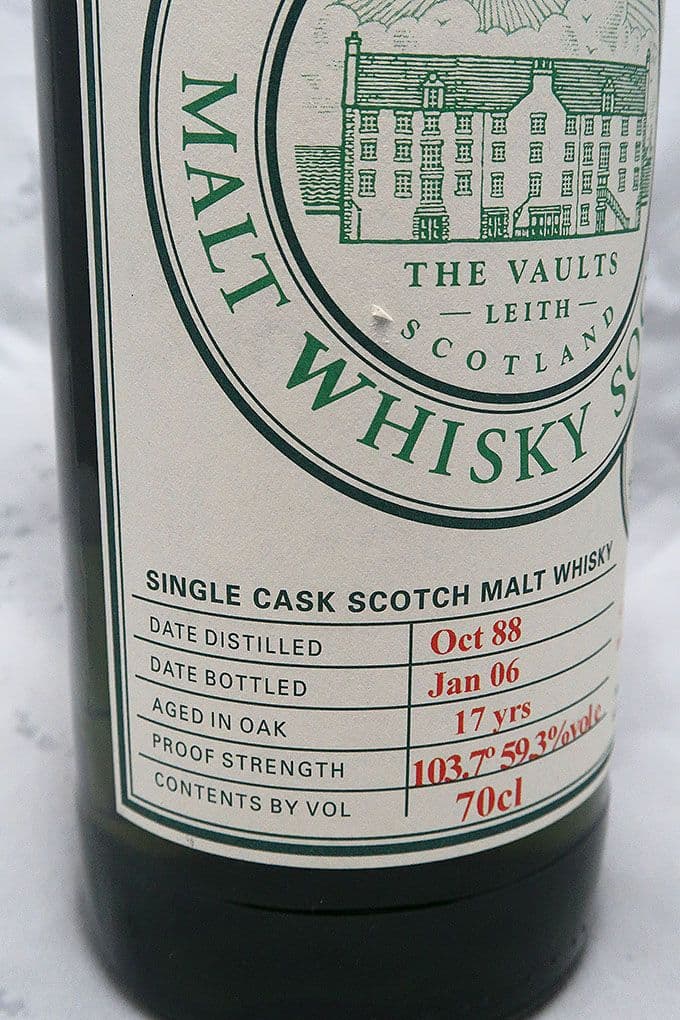 MALT WHISKY SO
THE VAULTS
— LEITH —
SCOTLAND
SINGLE CASK SCOTCH MALT WHISKY
DATE DISTILLED Oct 88
DATE BOTTLED Jan 06
AGED IN OAK 17 yrs
PROOF STRENGTH 103.7º 59.3%vol e
CONTENTS BY VOL 70cl